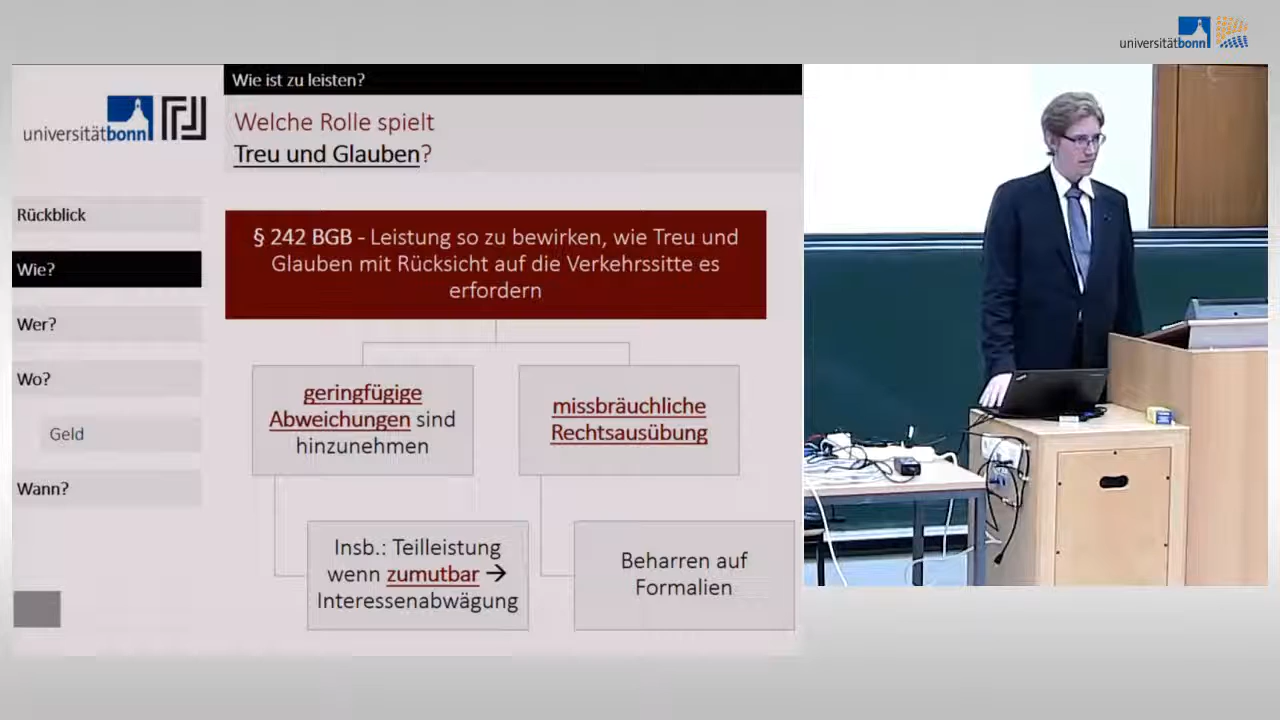 universitätbonn
Wie ist zu leisten?
universitätbonn
Welche Rolle spielt
Treu und Glauben?
Rückblick
Wie?
Wer?
Wo?
Geld
Wann?
§ 242 BGB - Leistung so zu bewirken, wie Treu und
Glauben mit Rücksicht auf die Verkehrssitte es
erfordern
geringfügige
Abweichungen sind
hinzunehmen
missbräuchliche
Rechtsausübung
Insb.: Teilleistung
wenn zumutbar →
Interessenabwägung
Beharren auf
Formalien